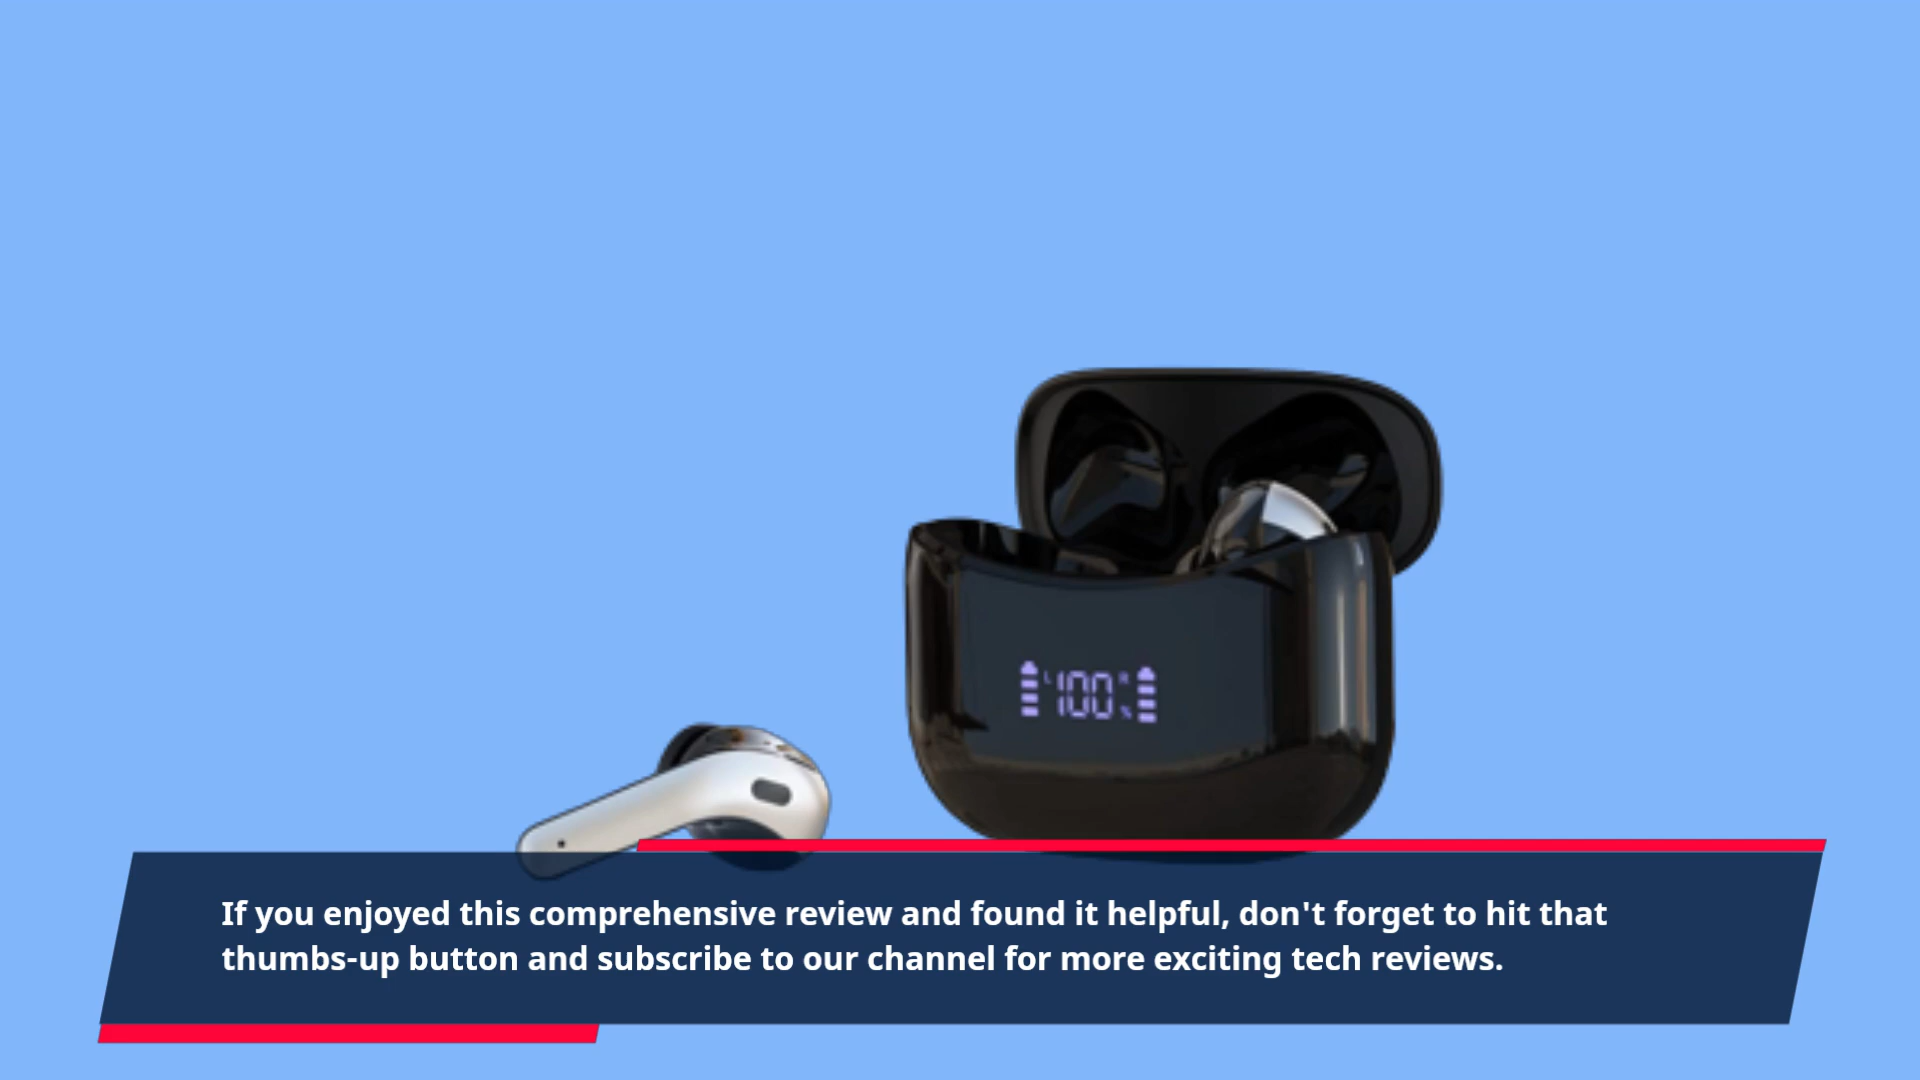 L 100 R
%
If you enjoyed this comprehensive review and found it helpful, don't forget to hit that
thumbs-up button and subscribe to our channel for more exciting tech reviews.